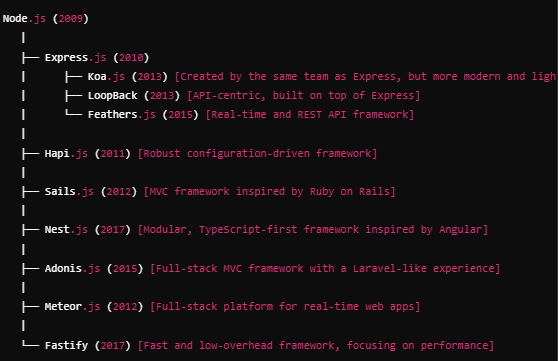 Node.js (2009)
|
├── Express.js (2010)
|   ├── Koa.js (2013) [Created by the same team as Express, but more modern and ligh
|   ├── LoopBack (2013) [API-centric, built on top of Express]
|   └── Feathers.js (2015) [Real-time and REST API framework]
|
├── Hapi.js (2011) [Robust configuration-driven framework]
|
├── Sails.js (2012) [MVC framework inspired by Ruby on Rails]
|
├── Nest.js (2017) [Modular, TypeScript-first framework inspired by Angular]
|
├── Adonis.js (2015) [Full-stack MVC framework with a Laravel-like experience]
|
├── Meteor.js (2012) [Full-stack platform for real-time web apps]
|
└── Fastify (2017) [Fast and low-overhead framework, focusing on performance]